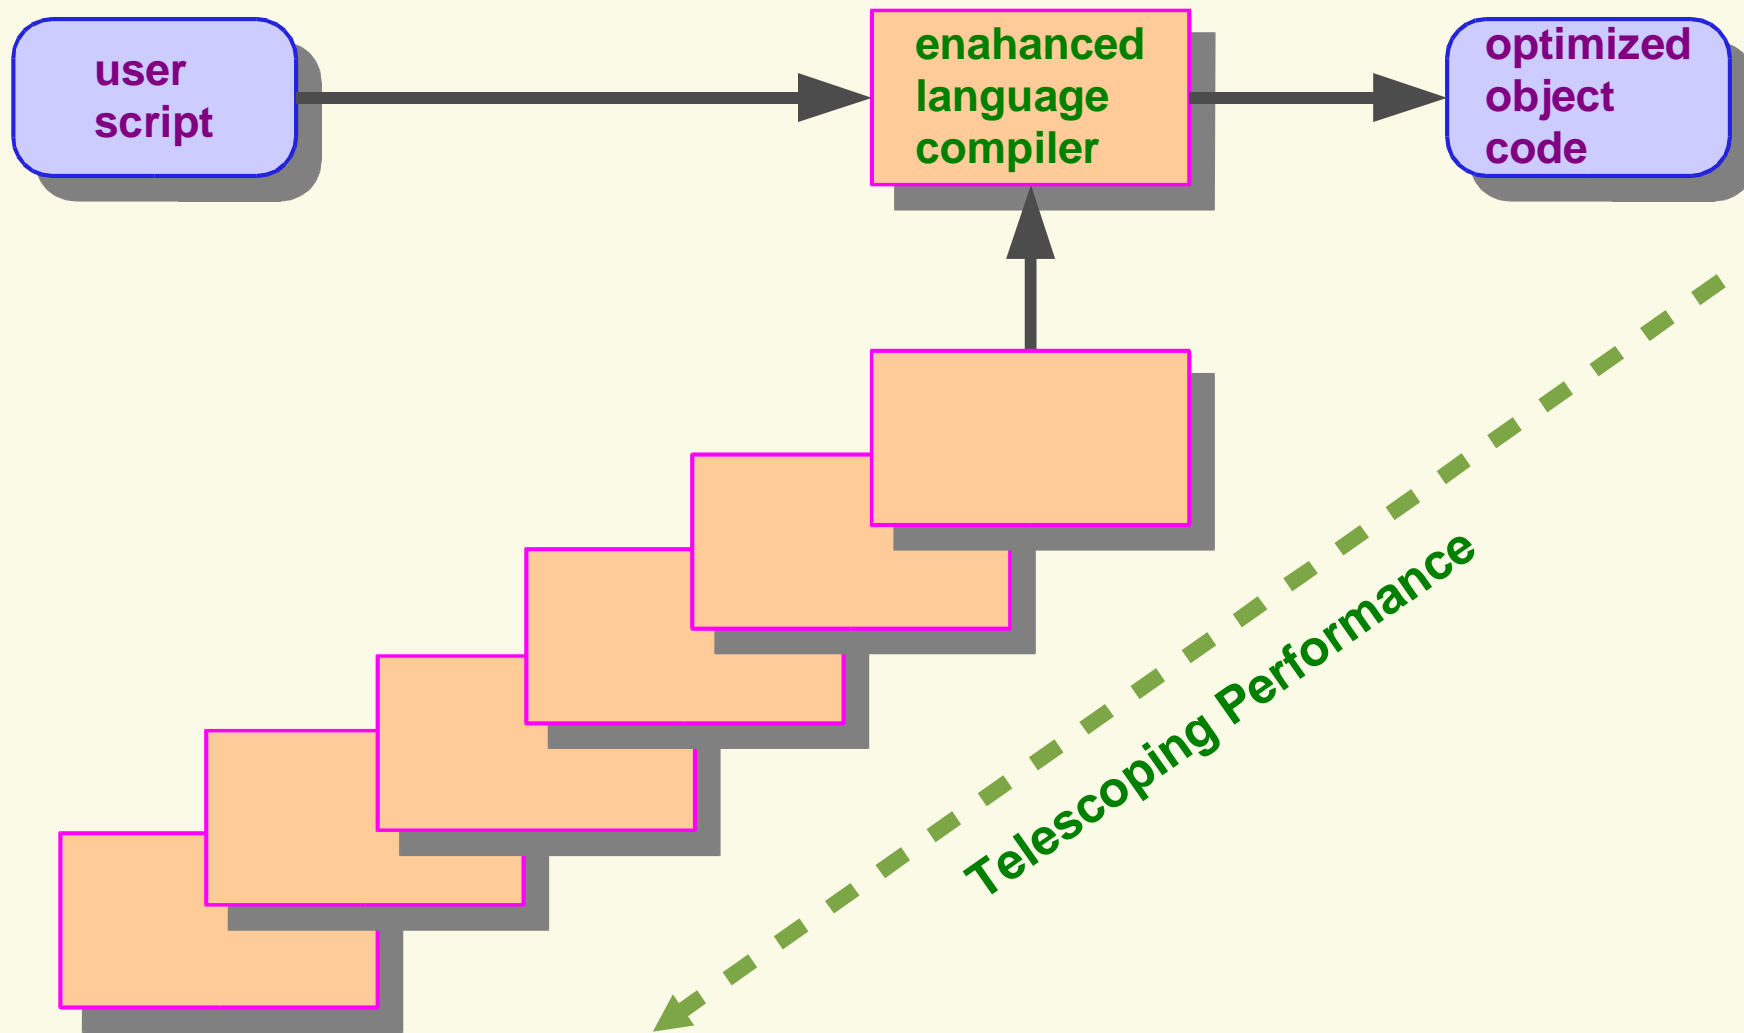 user
script
enahanced
language
compiler
optimized
object
code
Telescoping Performance